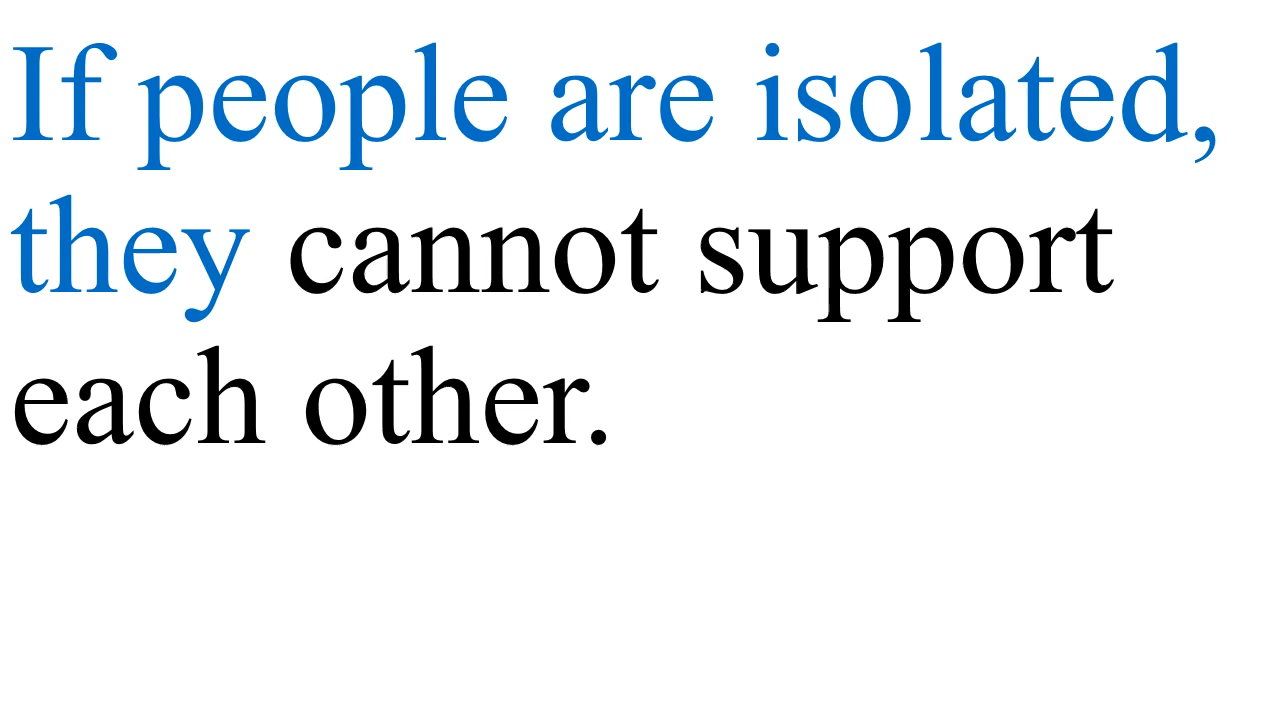 If people are isolated,
they cannot support
each other.